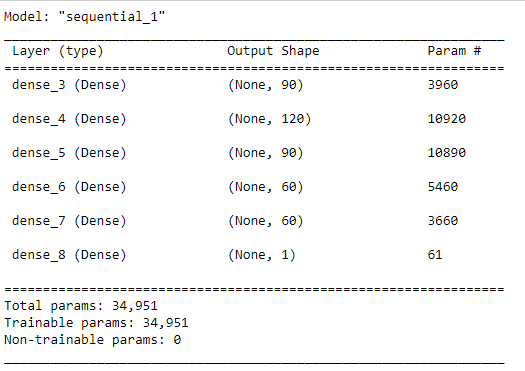 Model: "sequential_1"
_________________________________________________________________
Layer (type) Output Shape Param #
=================================================================
dense_3 (Dense) (None, 90) 3960
dense_4 (Dense) (None, 120) 10920
dense_5 (Dense) (None, 90) 10890
dense_6 (Dense) (None, 60) 5460
dense_7 (Dense) (None, 60) 3660
dense_8 (Dense) (None, 1) 61
=================================================================
Total params: 34,951
Trainable params: 34,951
Non-trainable params: 0
_________________________________________________________________